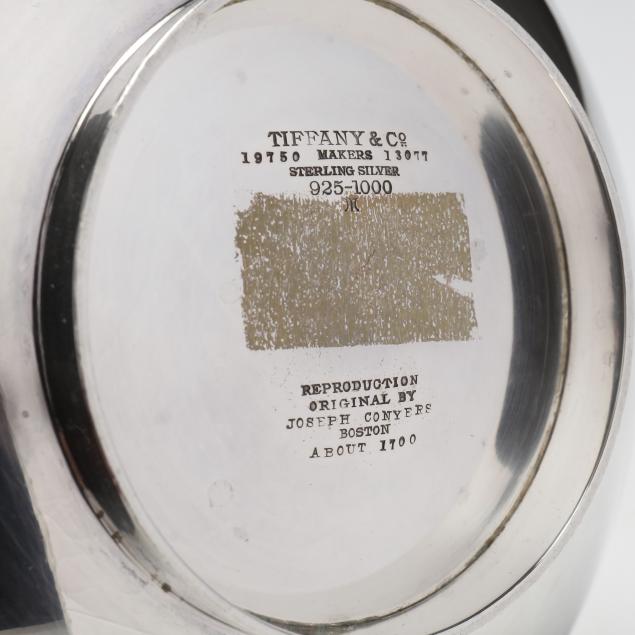 TIFFANY & Cº
19750 MAKERS 13077
STERLING SILVER
925-1000
M
REPRODUCTION
ORIGINAL BY
JOSEPH CONYERS
BOSTON
ABOUT 1700